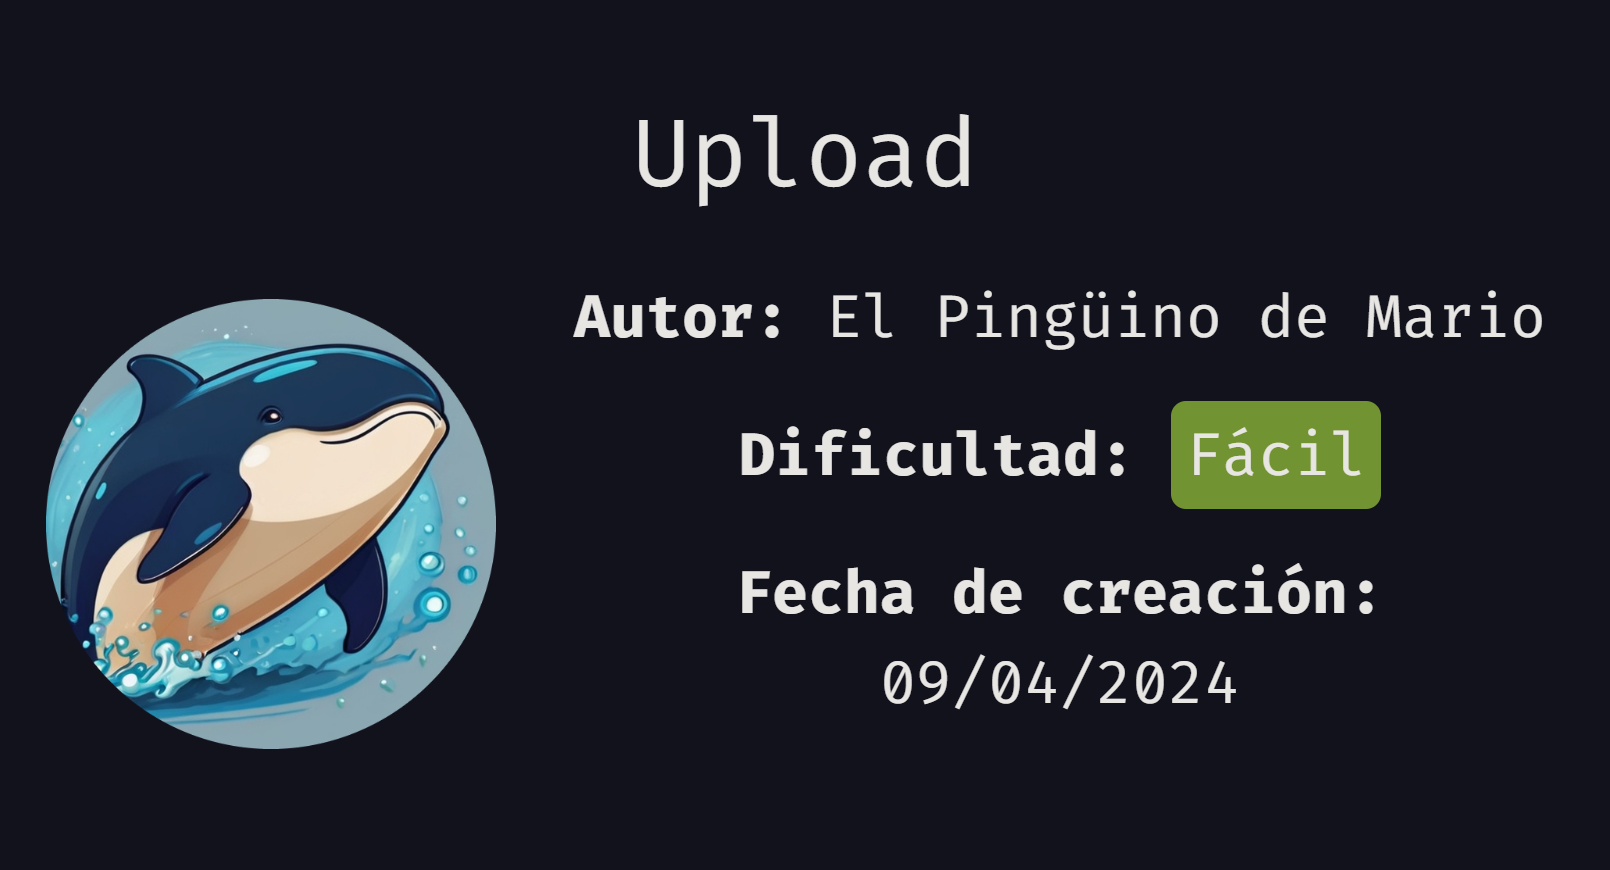 Upload
Autor: El Pingüino de Mario
Dificultad: Fácil
Fecha de creación:
09/04/2024